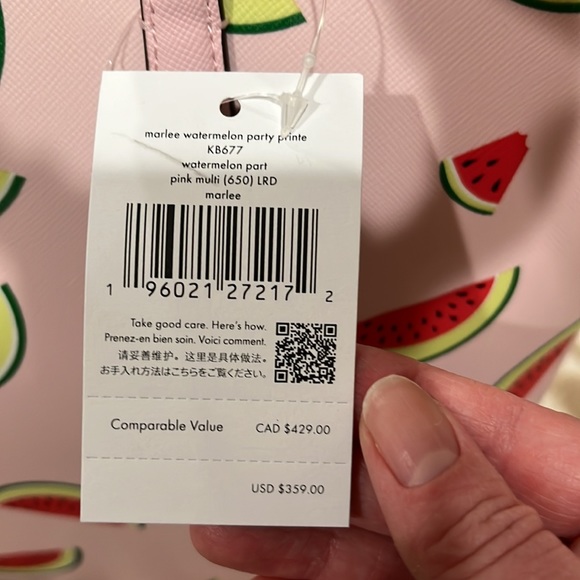 marlee watermelon party printe
KB677
watermelon part
pink multi (650) LRD
marlee
1 96021 27217 2
Take good care. Here's how.
Prenez-en bien soin. Voici comment.
请妥善维护。这里是具体做法。
お手入れ方法はこちらをご覧ください。
Comparable Value CAD $429.00
USD $359.00